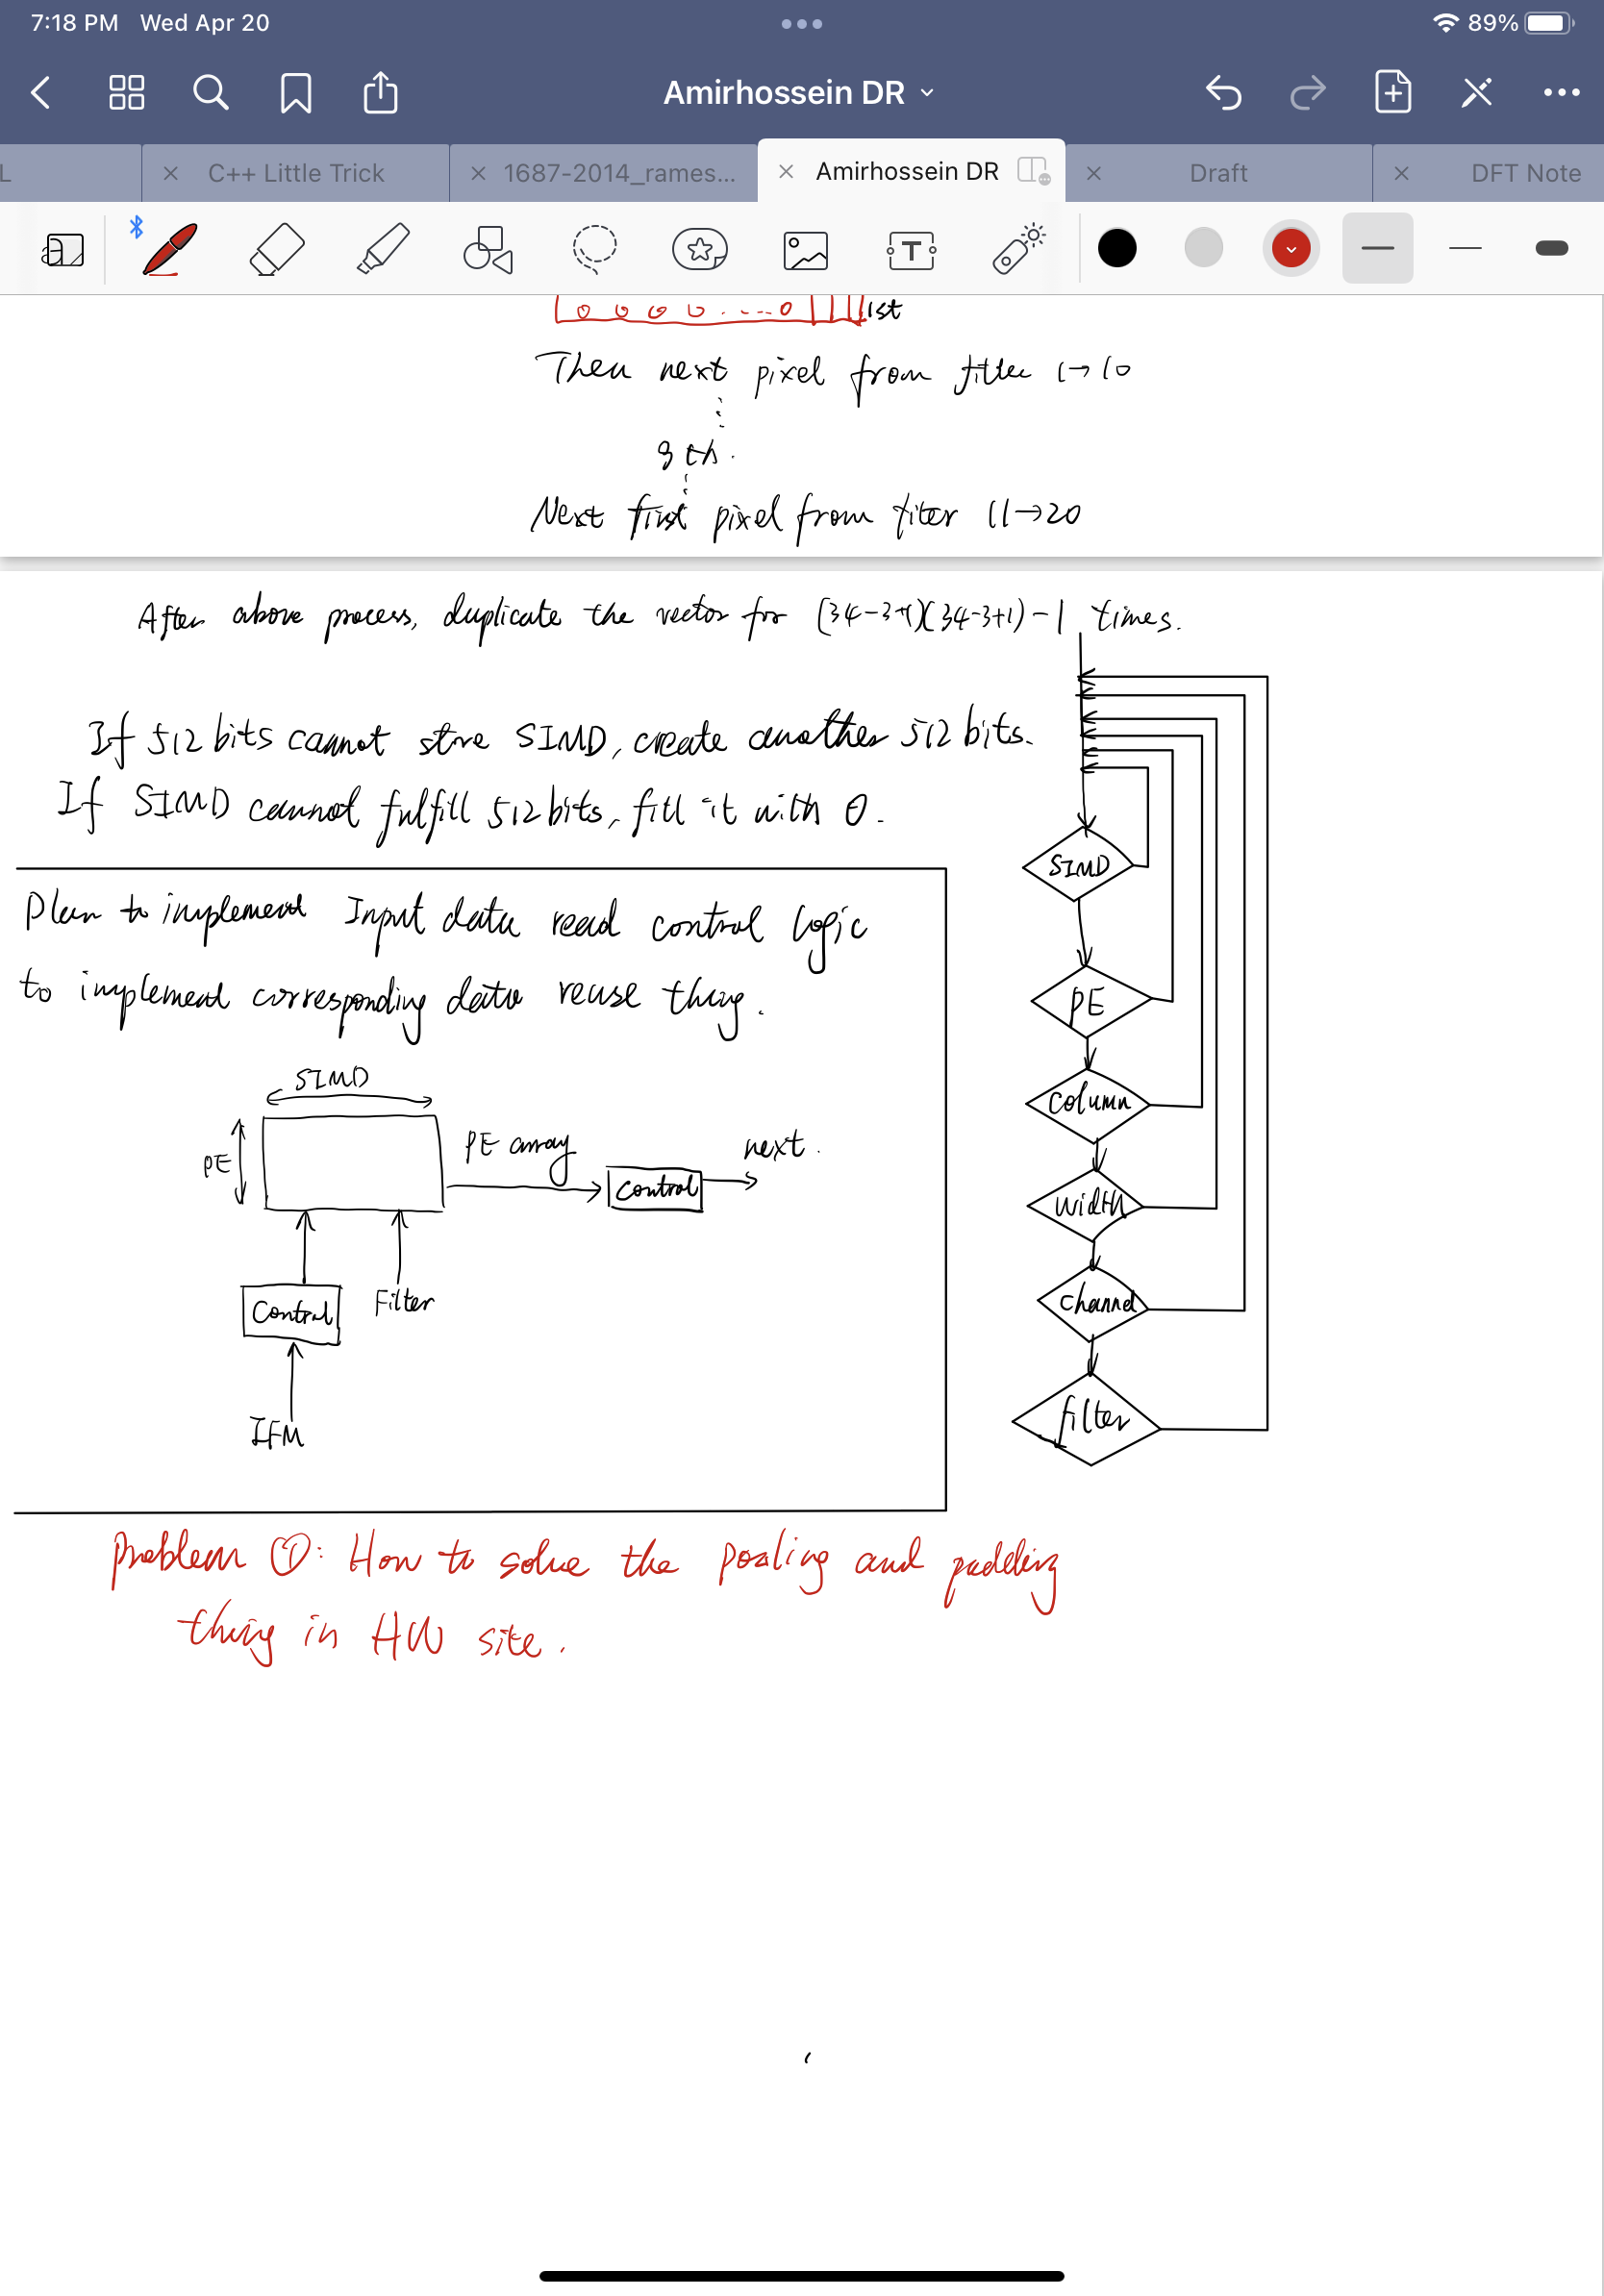 7:18 PM Wed Apr 20
89%
Amirhossein DR
L
C++ Little Trick
1687-2014_rames...
Amirhossein DR
Draft
DFT Note
T
0 0 0 0 ....0 1st
Then next pixel from filter 1→10
9th.
Next first pixel from fiter 11→20
After above process, duplicate the vector for (34-3+1)(34-3+1)-1 times.
If 512 bits cannot store SIMD, create another 512 bits.
If SIMD cannot fulfill 512 bits, fill it with 0.
Plan to implement Input data read control logic
to implement corresponding data reuse thing.
SIMD
PE
PE array
Control
next.
Control
Filter
IFM
SIMD
PE
Column
Width
Channel
filter
Problem ①: How to solve the pooling and padding
thing in HW site.